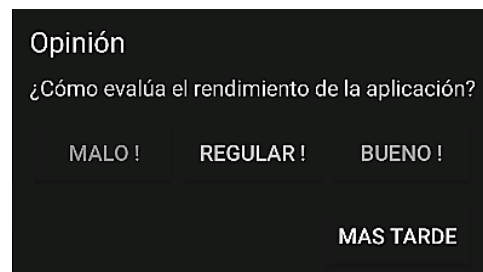 Opinión
¿Cómo evalúa el rendimiento de la aplicación?
MALO ! REGULAR ! BUENO !
MAS TARDE